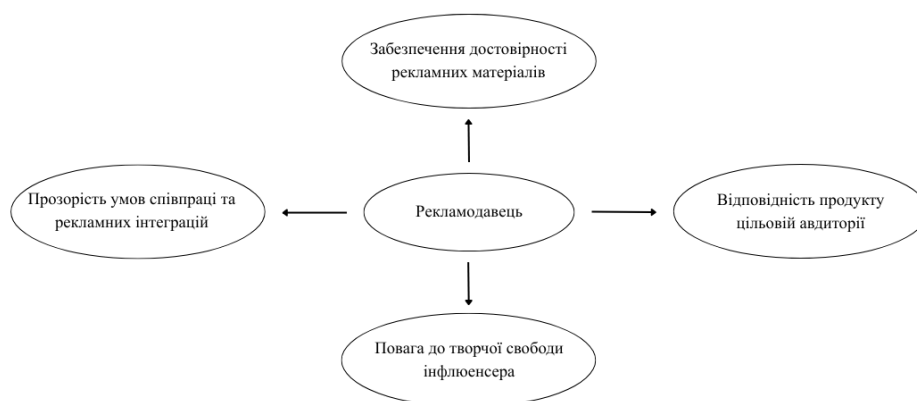 Забезпечення достовірності
рекламних матеріалів
Прозорість умов співпраці та
рекламних інтеграцій
Рекламодавець
Відповідність продукту
цільовій авдиторії
Повага до творчої свободи
інфлюенсера